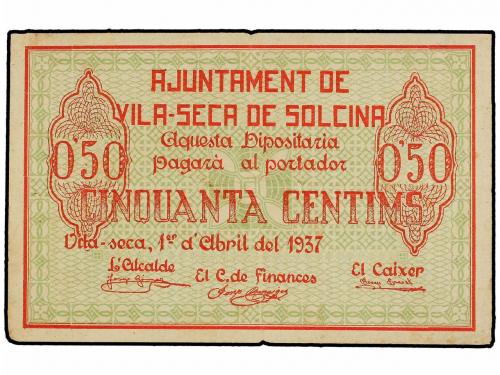 AJUNTAMENT DE
VILA-SECA DE SOLCINA
Aquesta Dipositaria
pagarà al portador
0'50 0'50
CINQUANTA CENTIMS
Vila-seca, 1er d'Abril del 1937
L'Alcalde El C. de Finances El Caixer